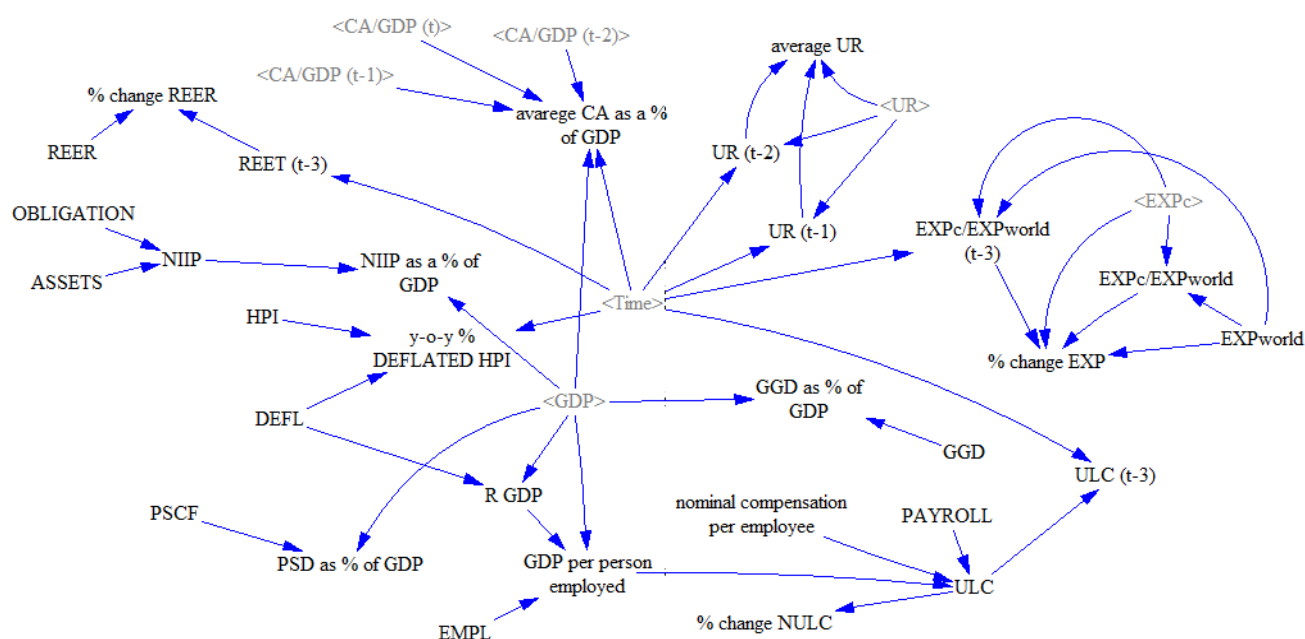 <CA/GDP (t)>
<CA/GDP (t-2)>
average UR
<CA/GDP (t-1)>
% change REER
avarege CA as a %
of GDP
<UR>
REER
REET (t-3)
UR (t-2)
<EXPc>
OBLIGATION
UR (t-1)
EXPc/EXPworld
(t-3)
NIIP
NIIP as a % of
GDP
ASSETS
EXPc/EXPworld
<Time>
HPI
y-o-y %
DEFLATED HPI
EXPworld
% change EXP
<GDP>
GGD as % of
GDP
DEFL
GGD
ULC (t-3)
R GDP
nominal compensation
per employee
PAYROLL
PSCF
PSD as % of GDP
GDP per person
employed
ULC
EMPL
% change NULC